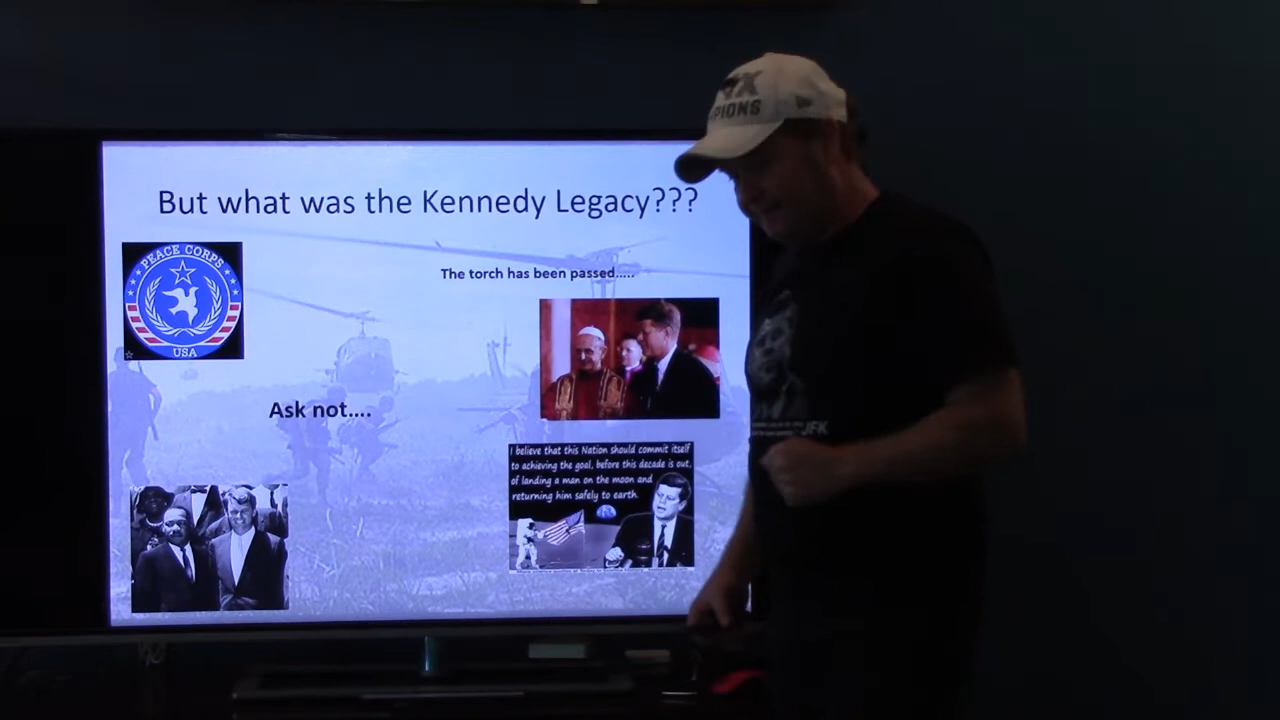 But what was the Kennedy Legacy???
PEACE CORPS
USA
The torch has been passed.....
Ask not....
I believe that this Nation should commit itself
to achieving the goal, before this decade is out,
of landing a man on the moon and
returning him safely to earth.
PIONS
JFK